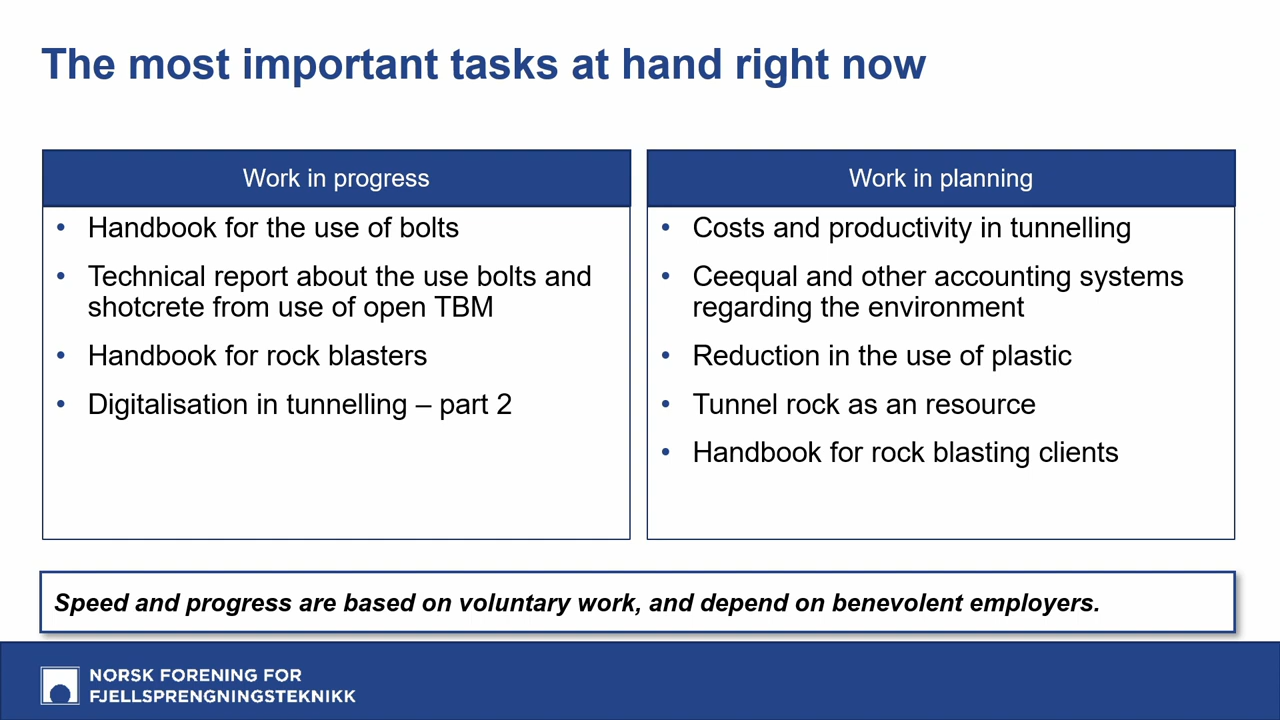 The most important tasks at hand right now
Work in progress
• Handbook for the use of bolts
• Technical report about the use bolts and
shotcrete from use of open TBM
• Handbook for rock blasters
• Digitalisation in tunnelling – part 2
Work in planning
• Costs and productivity in tunnelling
• Ceequal and other accounting systems
regarding the environment
• Reduction in the use of plastic
• Tunnel rock as an resource
• Handbook for rock blasting clients
Speed and progress are based on voluntary work, and depend on benevolent employers.
NORSK FORENING FOR
FJELLSPRENGNINGSTEKNIKK